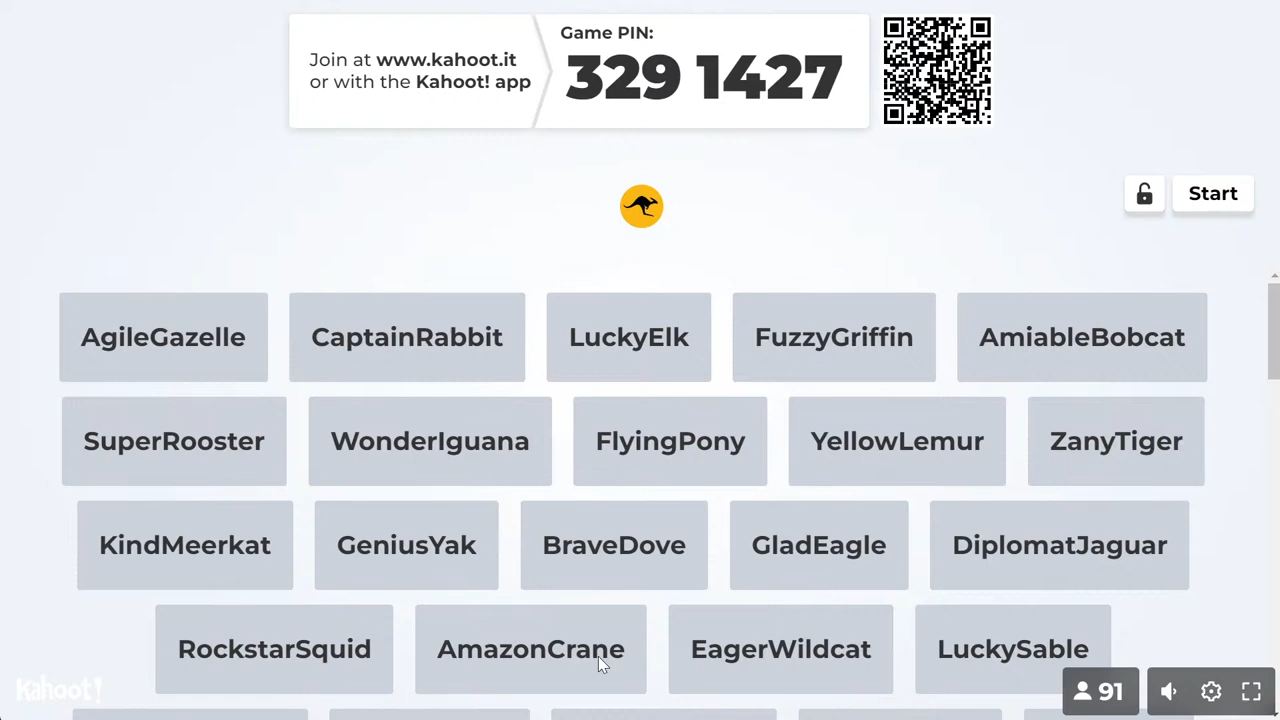 Join at www.kahoot.it
or with the Kahoot! app
Game PIN:
329 1427
Start
AgileGazelle
CaptainRabbit
LuckyElk
FuzzyGriffin
AmiableBobcat
SuperRooster
WonderIguana
FlyingPony
YellowLemur
ZanyTiger
KindMeerkat
GeniusYak
BraveDove
GladEagle
DiplomatJaguar
RockstarSquid
AmazonCrane
EagerWildcat
LuckySable
Kahoot!
91